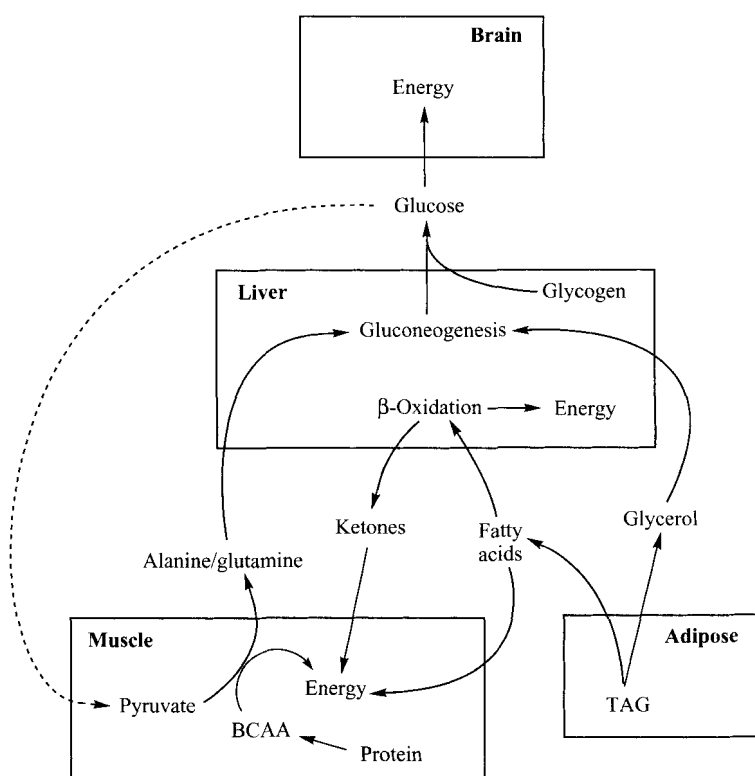 Brain
Energy
Glucose
Liver
Glycogen
Gluconeogenesis
β-Oxidation
Energy
Ketones
Fatty
acids
Glycerol
Alanine/glutamine
Muscle
Adipose
Energy
Pyruvate
TAG
BCAA
Protein